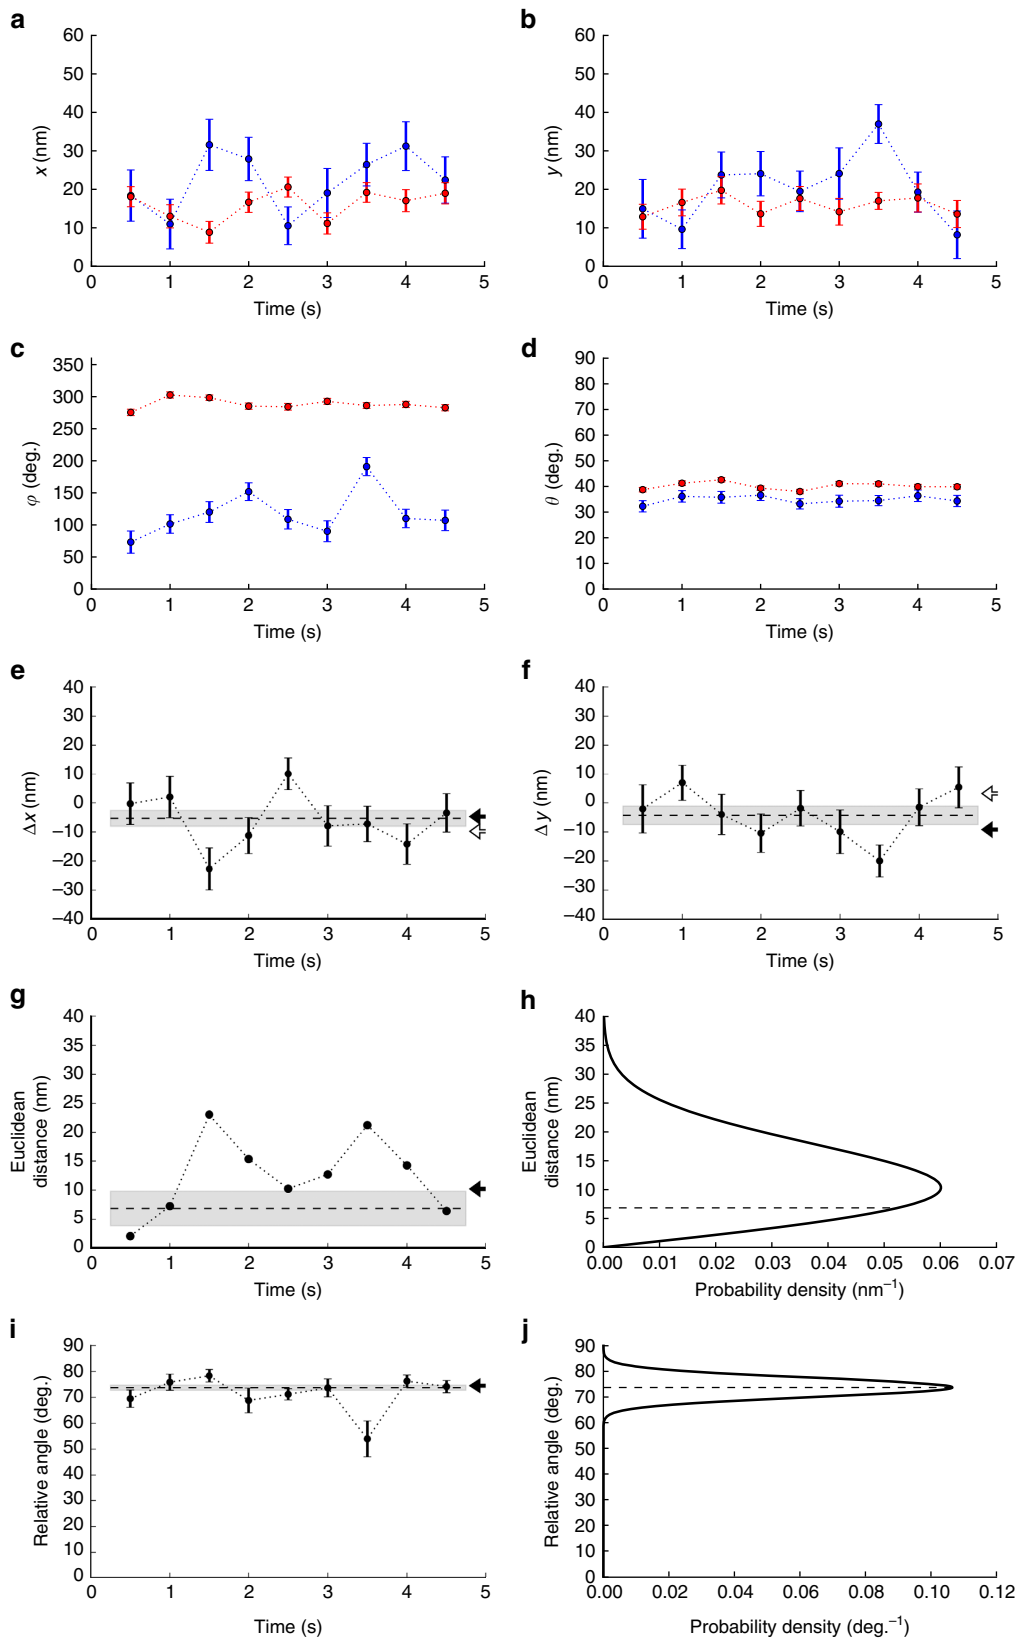 a
60
50
40
30
20
10
0
x (nm)
0 1 2 3 4 5
Time (s)
b
60
50
40
30
20
10
0
y (nm)
0 1 2 3 4 5
Time (s)
c
350
300
250
200
150
100
50
0
φ (deg.)
0 1 2 3 4 5
Time (s)
d
90
80
70
60
50
40
30
20
10
0
θ (deg.)
0 1 2 3 4 5
Time (s)
e
40
30
20
10
0
–10
–20
–30
–40
Δx (nm)
0 1 2 3 4 5
Time (s)
f
40
30
20
10
0
–10
–20
–30
–40
Δy (nm)
0 1 2 3 4 5
Time (s)
g
40
35
30
25
20
15
10
5
0
Euclidean
distance (nm)
0 1 2 3 4 5
Time (s)
h
40
35
30
25
20
15
10
5
0
Euclidean
distance (nm)
0.00 0.01 0.02 0.03 0.04 0.05 0.06 0.07
Probability density (nm⁻¹)
i
90
80
70
60
50
40
30
20
10
0
Relative angle (deg.)
0 1 2 3 4 5
Time (s)
j
90
80
70
60
50
40
30
20
10
0
Relative angle (deg.)
0.00 0.02 0.04 0.06 0.08 0.10 0.12
Probability density (deg.⁻¹)